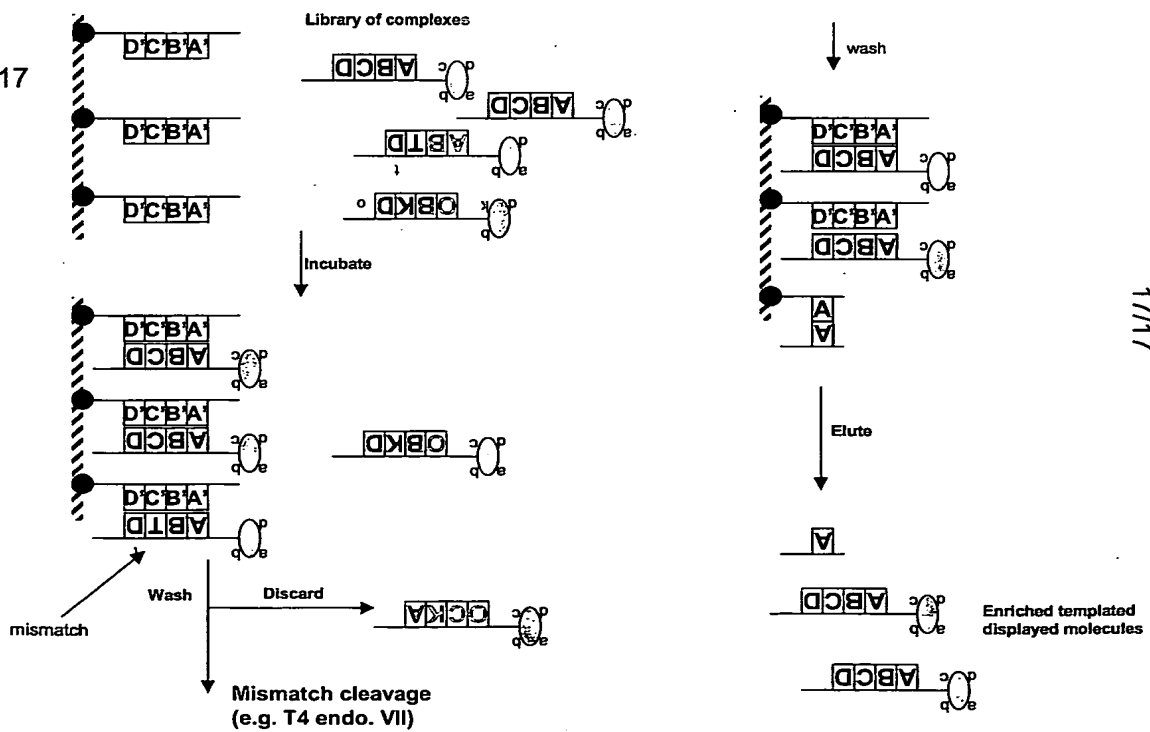 17
Library of complexes
D'C'B'A'
ABCD
a b c d
ABCD
a b c d
D'C'B'A'
ABTD
a b t d
D'C'B'A'
OBKD
o b k d
Incubate
D'C'B'A'
ABCD
a b c d
D'C'B'A'
ABCD
a b c d
OBKD
a b c d
D'C'B'A'
ABTD
a b t d
mismatch
Wash
Discard
a b c d
Mismatch cleavage
(e.g. T4 endo. VII)
wash
D'C'B'A'
ABCD
a b c d
D'C'B'A'
ABCD
a b c d
A
A
17/17
Elute
A
ABCD
a b c d
Enriched templated
displayed molecules
ABCD
a b c d